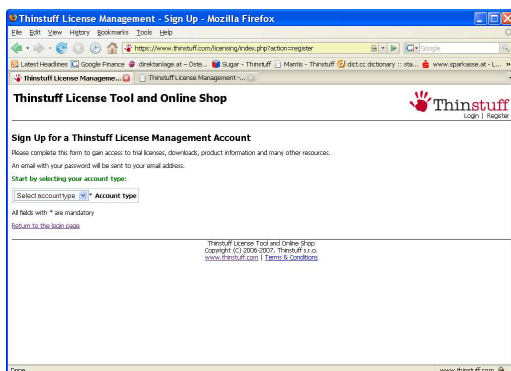 Thinstuff License Management - Sign Up - Mozilla Firefox
File Edit View History Bookmarks Tools Help
https://www.thinstuff.com/licensing/index.php?action=register
Google
Latest Headlines Google Finance direktanlage.at - Öste... Sugar - Thinstuff Mantis - Thinstuff dict.cc dictionary :: sta... www.sparkasse.at - L... »
Thinstuff License Manageme... Thinstuff License Management -...
Thinstuff License Tool and Online Shop
Thinstuff
Login | Register
Sign Up for a Thinstuff License Management Account
Please complete this form to gain access to trial licenses, downloads, product information and many other resources.
An email with your password will be sent to your email address.
Start by selecting your account type:
Select account type * Account type
All fields with * are mandatory
Return to the login page
Thinstuff License Tool and Online Shop
Copyright (C) 2006-2007, Thinstuff s.r.o.
www.thinstuff.com | Terms & Conditions
Done www.thinstuff.com